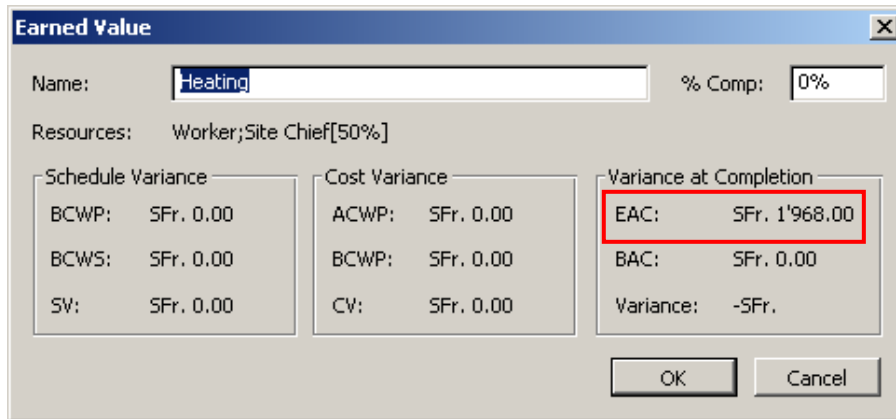 Earned Value
Name: Heating % Comp: 0%
Resources: Worker;Site Chief[50%]
Schedule Variance
BCWP: SFr. 0.00
BCWS: SFr. 0.00
SV: SFr. 0.00
Cost Variance
ACWP: SFr. 0.00
BCWP: SFr. 0.00
CV: SFr. 0.00
Variance at Completion
EAC: SFr. 1'968.00
BAC: SFr. 0.00
Variance: -SFr.
OK Cancel